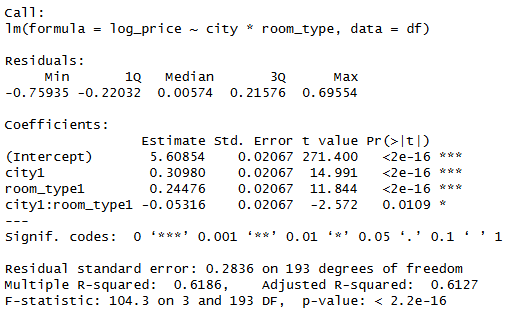 Call:
lm(formula = log_price ~ city * room_type, data = df)
Residuals:
Min 1Q Median 3Q Max
-0.75935 -0.22032 0.00574 0.21576 0.69554
Coefficients:
Estimate Std. Error t value Pr(>|t|)
(Intercept) 5.60854 0.02067 271.400 <2e-16 ***
city1 0.30980 0.02067 14.991 <2e-16 ***
room_type1 0.24476 0.02067 11.844 <2e-16 ***
city1:room_type1 -0.05316 0.02067 -2.572 0.0109 *
---
Signif. codes: 0 ‘***’ 0.001 ‘**’ 0.01 ‘*’ 0.05 ‘.’ 0.1 ‘ ’ 1
Residual standard error: 0.2836 on 193 degrees of freedom
Multiple R-squared: 0.6186, Adjusted R-squared: 0.6127
F-statistic: 104.3 on 3 and 193 DF, p-value: < 2.2e-16